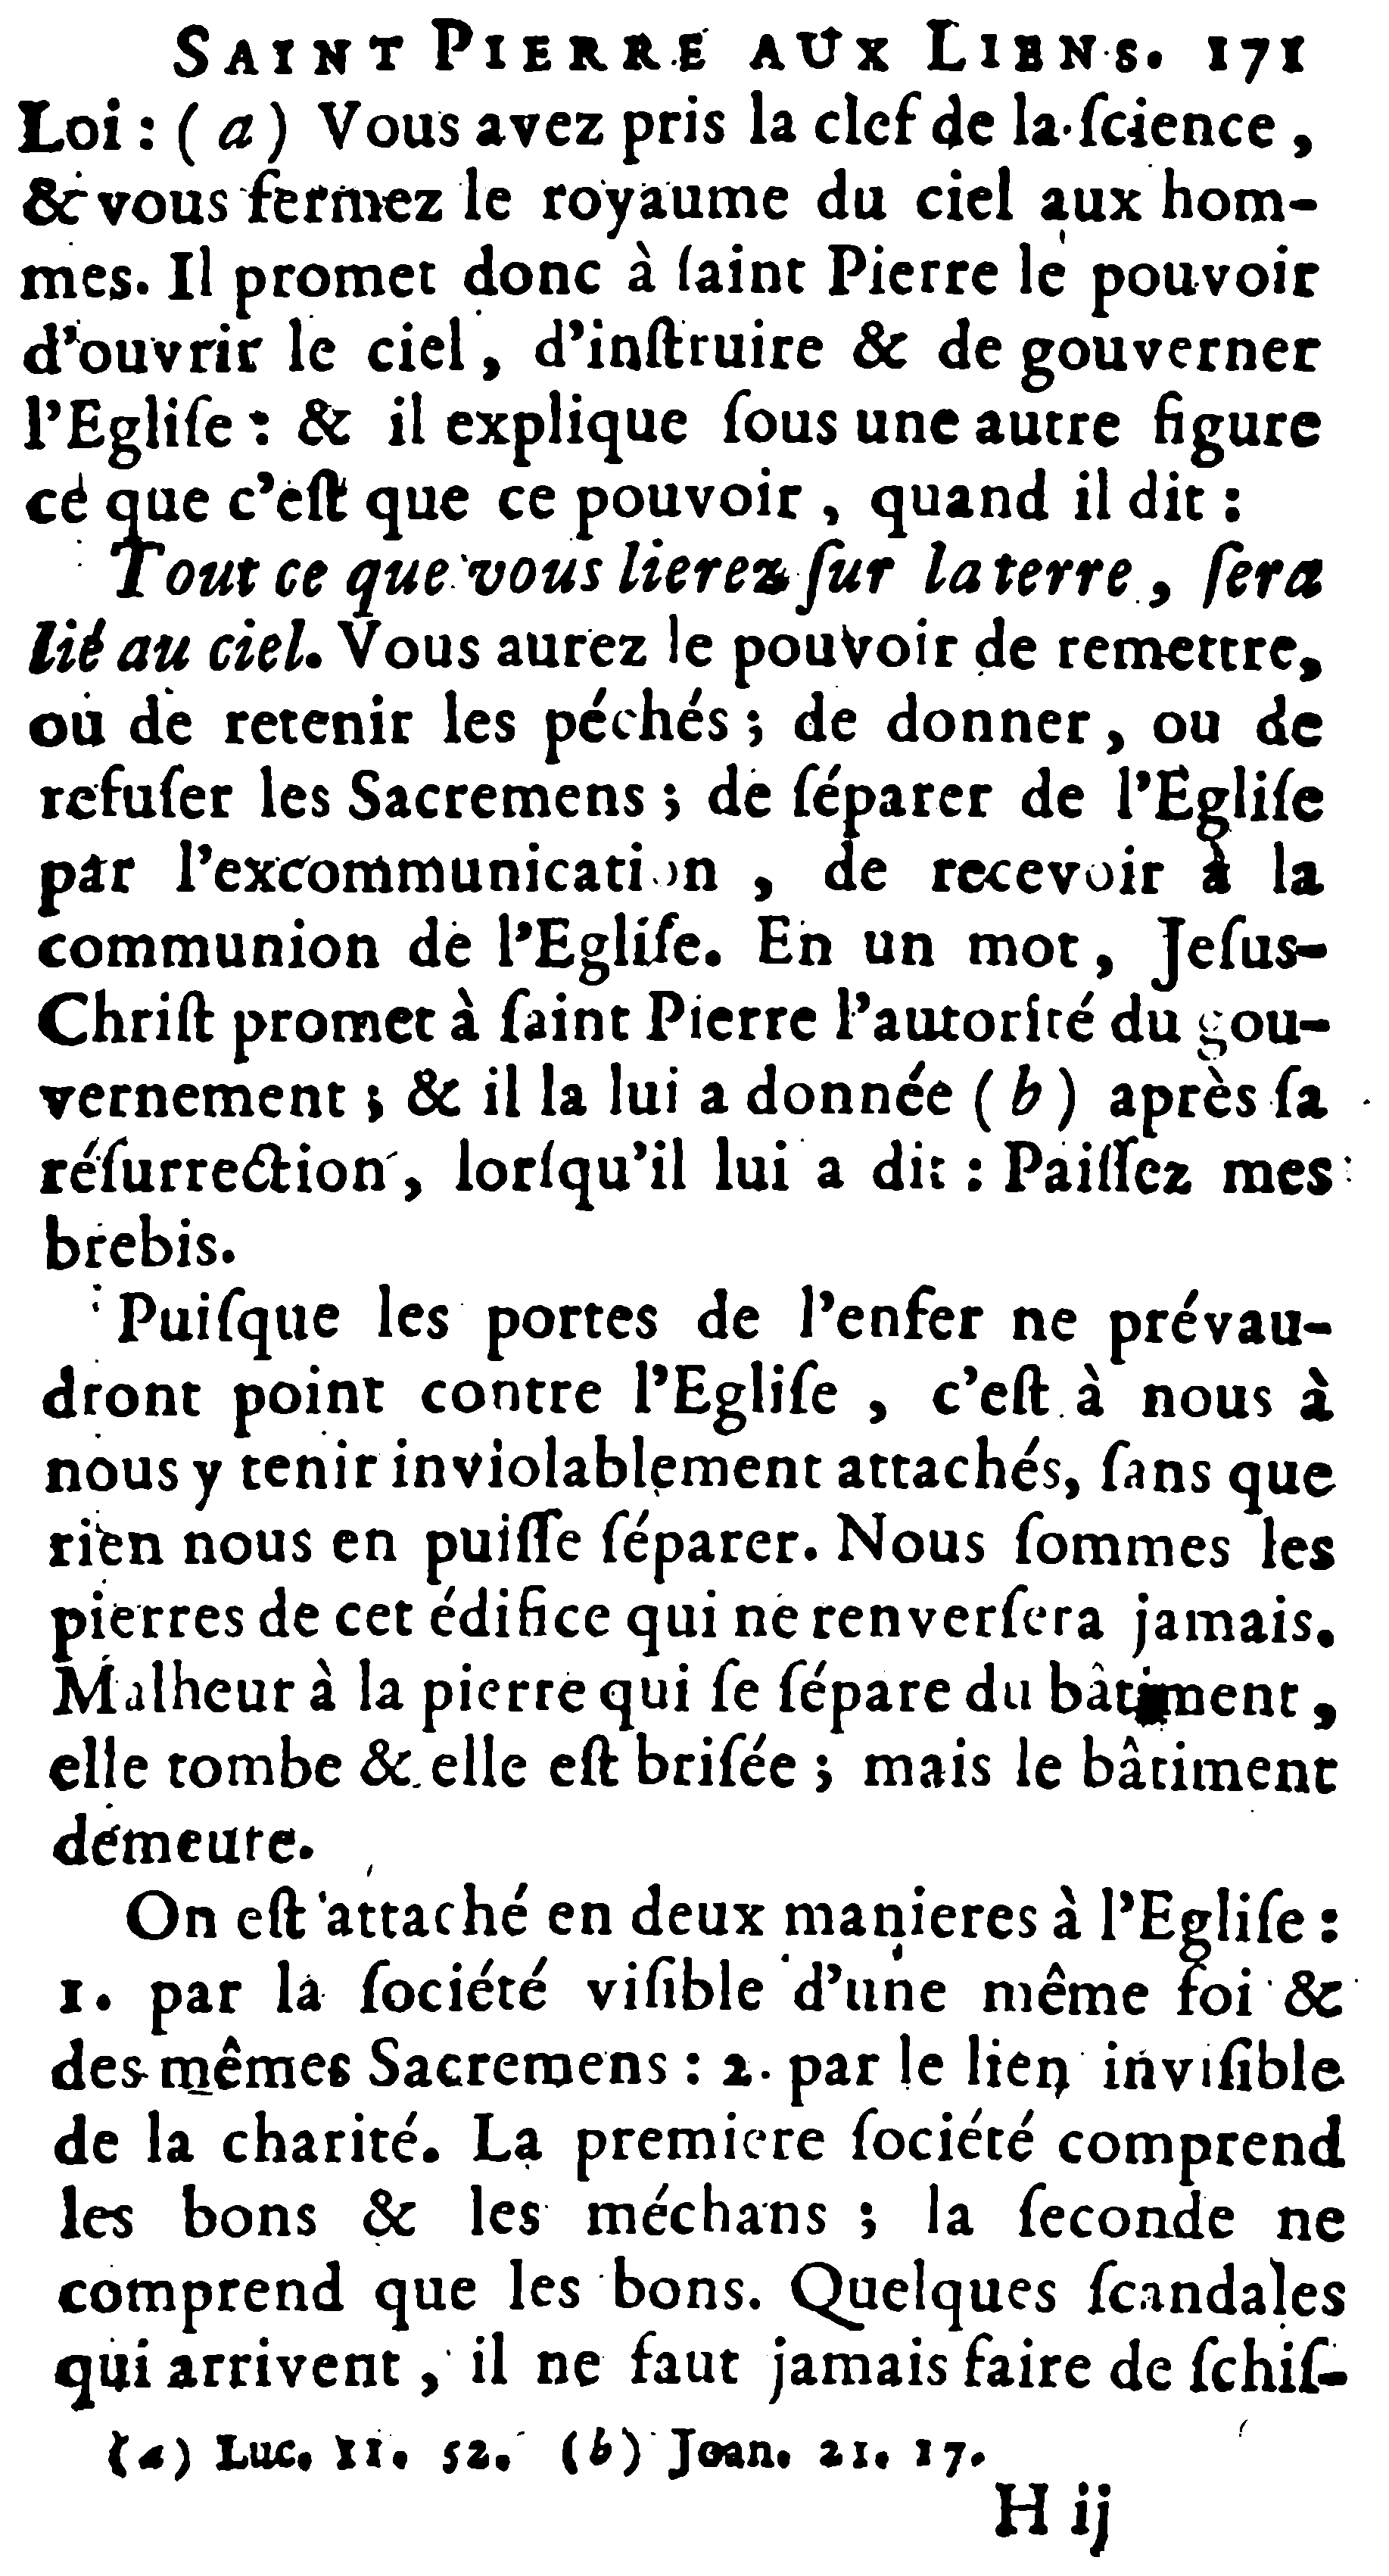 SAINT PIERRE AUX LIENS. 171
Loi : (a) Vous avez pris la clef de la ſcience ,
& vous fermez le royaume du ciel aux hom-
mes. Il promet donc à ſaint Pierre le pouvoir
d'ouvrir le ciel , d'inſtruire & de gouverner
l'Egliſe : & il explique ſous une autre figure
ce que c'eſt que ce pouvoir , quand il dit :
Tout ce que vous lierez ſur la terre , ſera
lié au ciel. Vous aurez le pouvoir de remettre,
ou de retenir les péchés ; de donner , ou de
refuſer les Sacremens ; de ſéparer de l'Egliſe
par l'excommunication , de recevoir à la
communion de l'Egliſe. En un mot , Jeſus-
Chriſt promet à ſaint Pierre l'autorité du gou-
vernement ; & il la lui a donnée (b) après ſa
réſurrection , lorſqu'il lui a dit : Paiſſez mes
brebis.
Puiſque les portes de l'enfer ne prévau-
dront point contre l'Egliſe , c'eſt à nous à
nous y tenir inviolablement attachés, ſans que
rien nous en puiſſe ſéparer. Nous ſommes les
pierres de cet édifice qui ne renverſera jamais.
Malheur à la pierre qui ſe ſépare du bâtiment ,
elle tombe & elle eſt briſée ; mais le bâtiment
demeure.
On eſt attaché en deux manieres à l'Egliſe :
1. par la ſociété viſible d'une même foi &
des mêmes Sacremens : 2. par le lien inviſible
de la charité. La premiere ſociété comprend
les bons & les méchans ; la ſeconde ne
comprend que les bons. Quelques ſcandales
qui arrivent , il ne faut jamais faire de ſchiſ-
(a) Luc. 11. 52. (b) Joan. 21. 17.
H ij